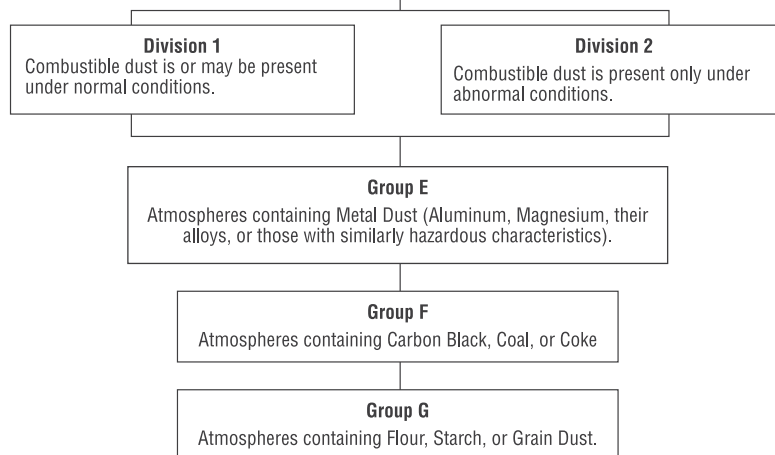 Division 1
Combustible dust is or may be present
under normal conditions.
Division 2
Combustible dust is present only under
abnormal conditions.
Group E
Atmospheres containing Metal Dust (Aluminum, Magnesium, their
alloys, or those with similarly hazardous characteristics).
Group F
Atmospheres containing Carbon Black, Coal, or Coke
Group G
Atmospheres containing Flour, Starch, or Grain Dust.